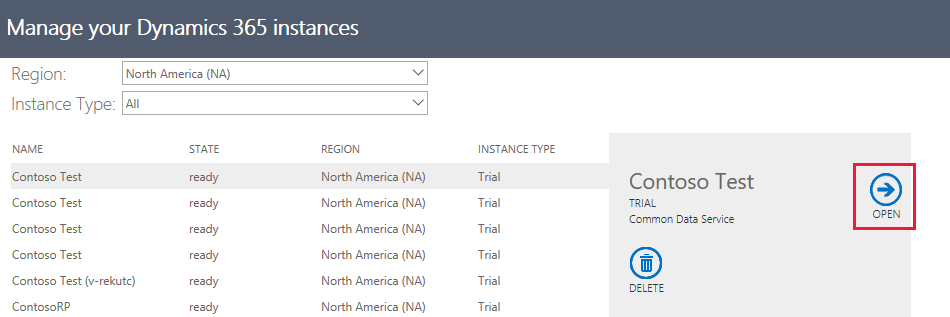 Manage your Dynamics 365 instances
Region: North America (NA)
Instance Type: All
NAME STATE REGION INSTANCE TYPE
Contoso Test ready North America (NA) Trial
Contoso Test ready North America (NA) Trial
Contoso Test ready North America (NA) Trial
Contoso Test ready North America (NA) Trial
Contoso Test (v-rekutc) ready North America (NA) Trial
ContosoRP ready North America (NA) Trial
Contoso Test
TRIAL
Common Data Service
OPEN
DELETE